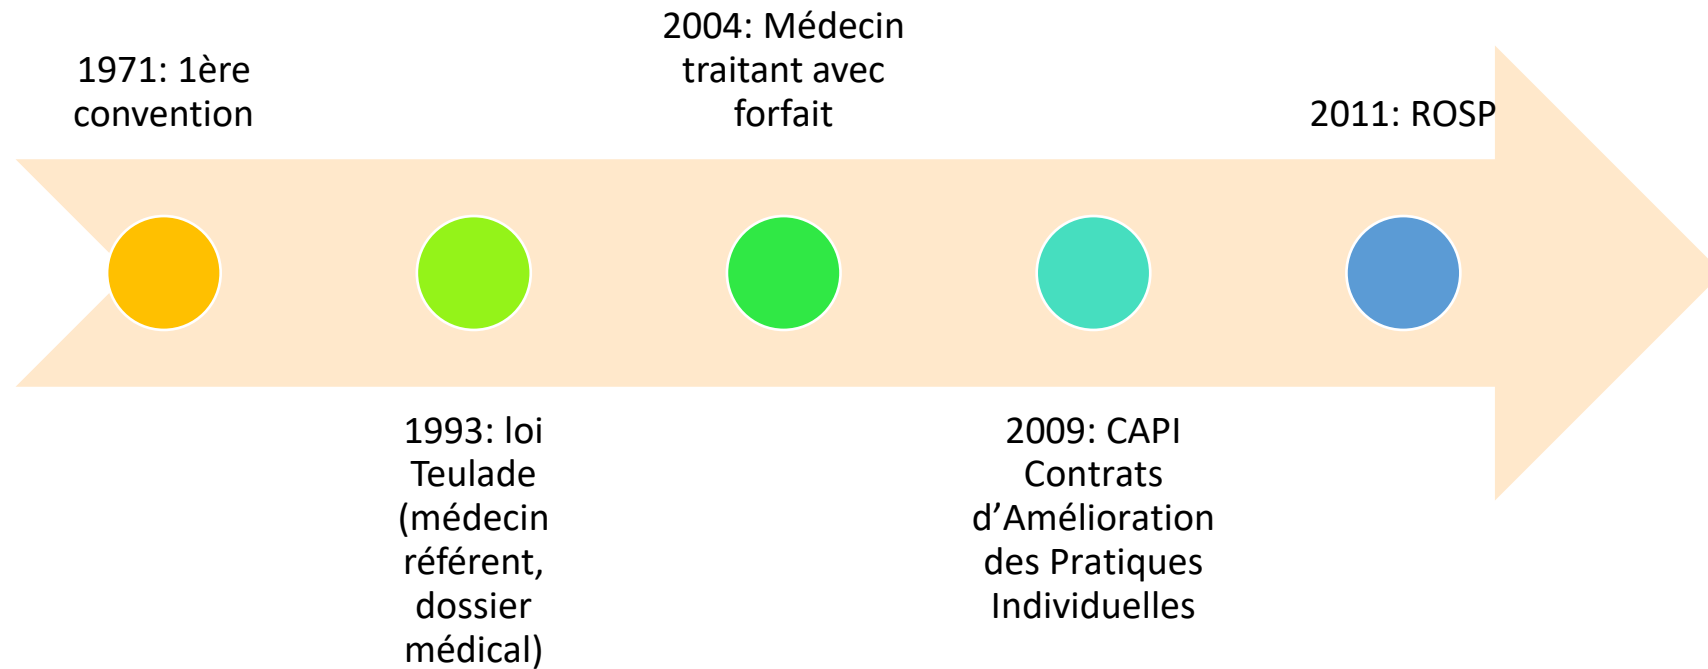 1971: 1ère
convention
1993: loi
Teulade
(médecin
référent,
dossier
médical)
2004: Médecin
traitant avec
forfait
2009: CAPI
Contrats
d’Amélioration
des Pratiques
Individuelles
2011: ROSP